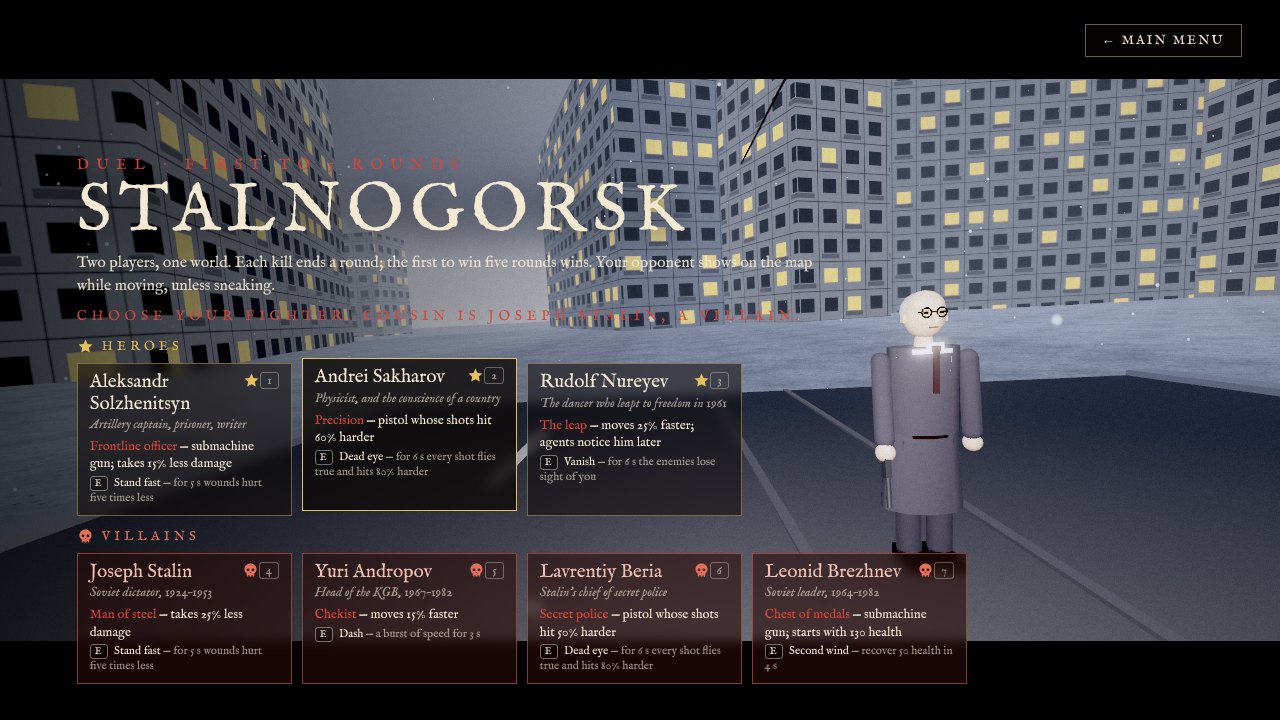 ← MAIN MENU
DUEL · FIRST TO 5 ROUNDS
STALNOGORSK
Two players, one world. Each kill ends a round; the first to win five rounds wins. Your opponent shows on the map
while moving, unless sneaking.
CHOOSE YOUR FIGHTER. COUSIN IS JOSEPH STALIN, A VILLAIN.
HEROES
Aleksandr
Solzhenitsyn
1
Artillery captain, prisoner, writer
Frontline officer — submachine
gun; takes 15% less damage
E Stand fast — for 5 s wounds hurt
five times less
Andrei Sakharov 2
Physicist, and the conscience of a country
Precision — pistol whose shots hit
60% harder
E Dead eye — for 6 s every shot flies
true and hits 80% harder
Rudolf Nureyev 3
The dancer who leapt to freedom in 1961
The leap — moves 25% faster;
agents notice him later
E Vanish — for 6 s the enemies lose
sight of you
VILLAINS
Joseph Stalin 4
Soviet dictator, 1924–1953
Man of steel — takes 25% less
damage
E Stand fast — for 5 s wounds hurt
five times less
Yuri Andropov 5
Head of the KGB, 1967–1982
Chekist — moves 15% faster
E Dash — a burst of speed for 3 s
Lavrentiy Beria 6
Stalin's chief of secret police
Secret police — pistol whose shots
hit 50% harder
E Dead eye — for 6 s every shot flies
true and hits 80% harder
Leonid Brezhnev 7
Soviet leader, 1964–1982
Chest of medals — submachine
gun; starts with 130 health
E Second wind — recover 50 health in
4 s